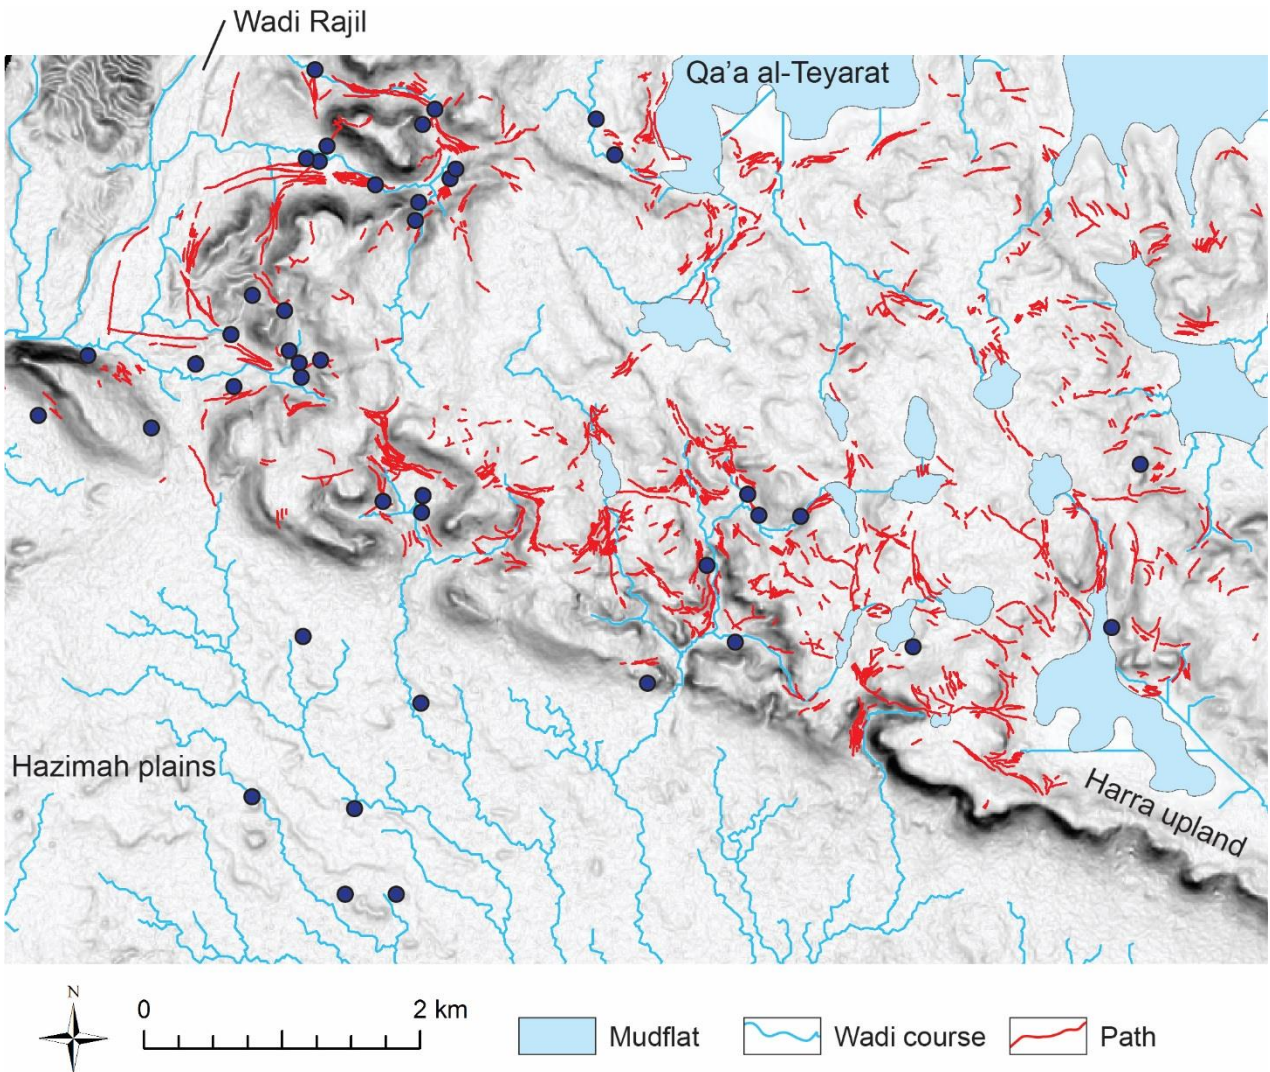 Wadi Rajil
Qa'a al-Teyarat
Hazimah plains
Harra upland
N
0 2 km
Mudflat Wadi course Path